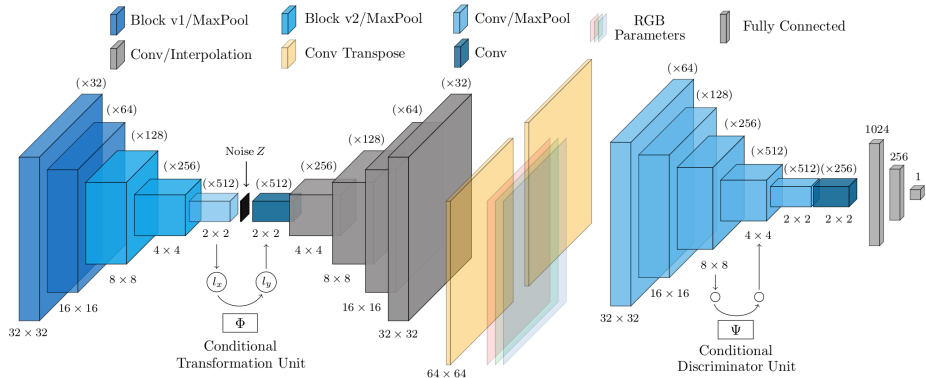 Block v1/MaxPool
Block v2/MaxPool
Conv/MaxPool
RGB
Parameters
Fully Connected
Conv/Interpolation
Conv Transpose
Conv
(×32)
(×64)
(×128)
(×256)
(×512)
Noise Z
(×512)
(×256)
(×128)
(×64)
(×32)
32 × 32
16 × 16
8 × 8
4 × 4
2 × 2
2 × 2
4 × 4
8 × 8
16 × 16
32 × 32
64 × 64
l_x
l_y
Φ
Conditional
Transformation Unit
(×64)
(×128)
(×256)
(×512)
(×512)
(×256)
1024
256
1
32 × 32
16 × 16
8 × 8
4 × 4
2 × 2
2 × 2
Ψ
Conditional
Discriminator Unit